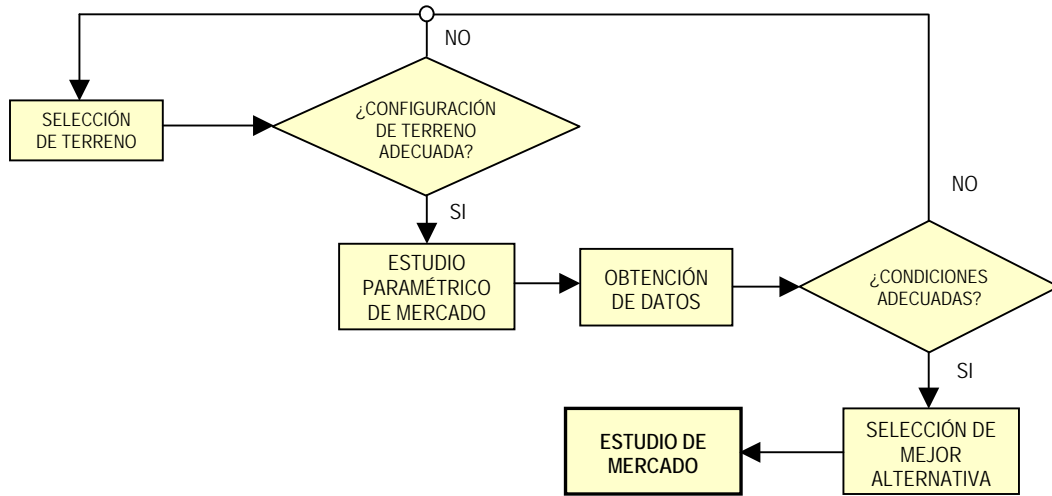 NO
SELECCIÓN
DE TERRENO
¿CONFIGURACIÓN
DE TERRENO
ADECUADA?
SI
NO
ESTUDIO
PARAMÉTRICO
DE MERCADO
OBTENCIÓN
DE DATOS
¿CONDICIONES
ADECUADAS?
SI
ESTUDIO DE
MERCADO
SELECCIÓN DE
MEJOR
ALTERNATIVA